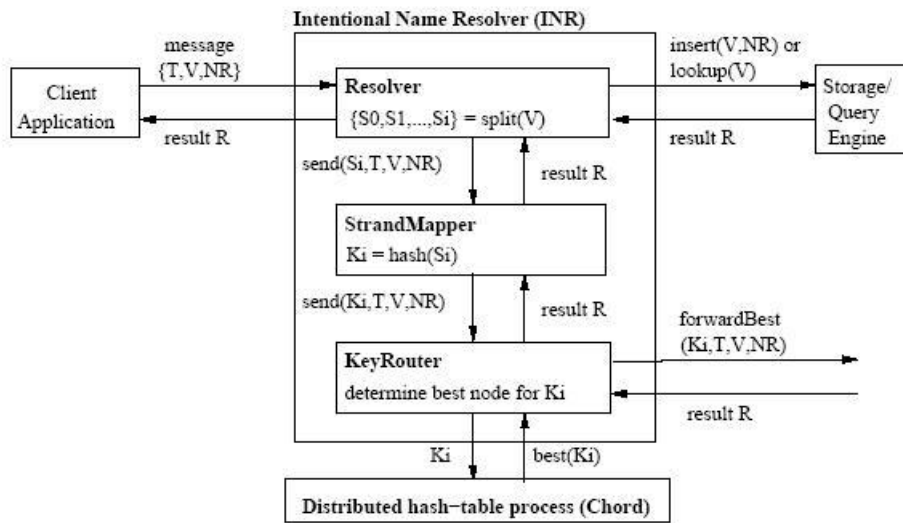 Intentional Name Resolver (INR)
message
{T,V,NR}
insert(V,NR) or
lookup(V)
Client
Application
Resolver
{S0,S1,...,Si} = split(V)
Storage/
Query
Engine
result R
result R
send(Si,T,V,NR)
result R
StrandMapper
Ki = hash(Si)
send(Ki,T,V,NR)
result R
forwardBest
(Ki,T,V,NR)
KeyRouter
determine best node for Ki
result R
Ki
best(Ki)
Distributed hash-table process (Chord)